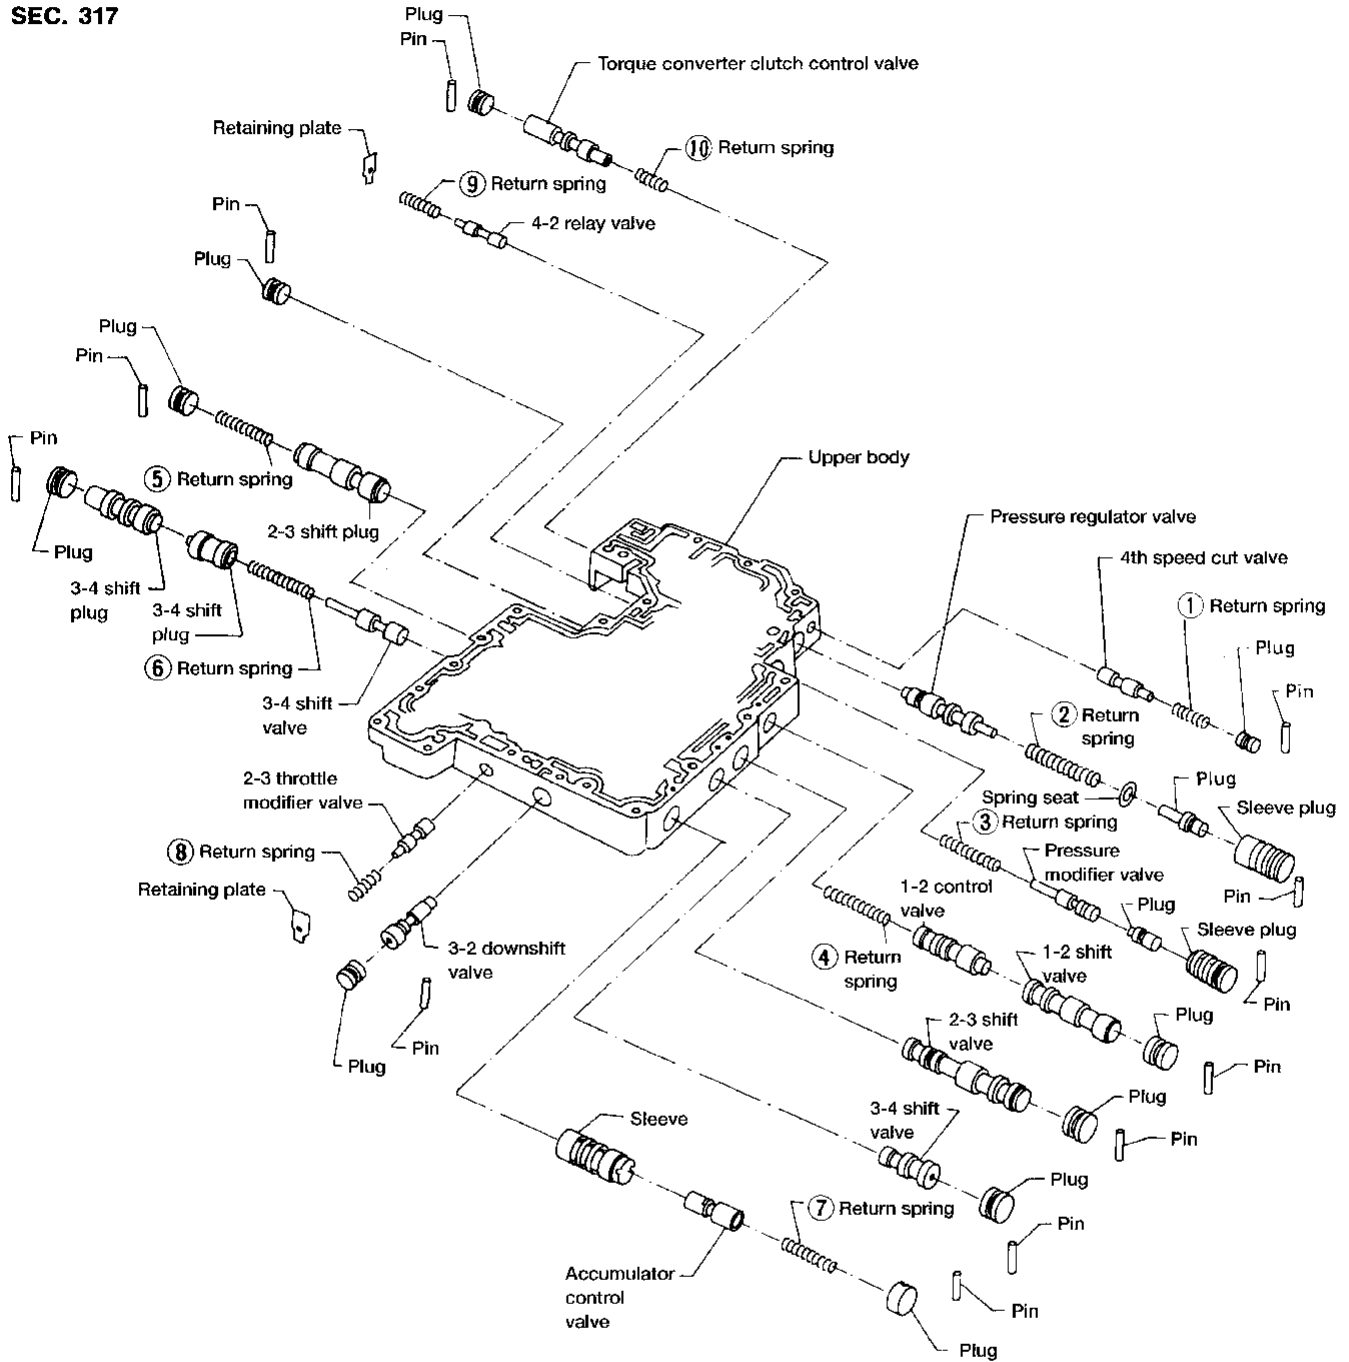 SEC. 317
Plug
Pin
Torque converter clutch control valve
Retaining plate
⑩ Return spring
⑨ Return spring
Pin
4-2 relay valve
Plug
Plug
Pin
Pin
⑤ Return spring
2-3 shift plug
Plug
3-4 shift
plug
3-4 shift
plug
⑥ Return spring
3-4 shift
valve
Upper body
Pressure regulator valve
4th speed cut valve
① Return spring
Plug
Pin
② Return
spring
Spring seat
Plug
Sleeve plug
③ Return spring
Pressure
modifier valve
Pin
2-3 throttle
modifier valve
⑧ Return spring
Retaining plate
3-2 downshift
valve
Plug
Pin
1-2 control
valve
Plug
Sleeve plug
④ Return
spring
1-2 shift
valve
Pin
Plug
2-3 shift
valve
Pin
Plug
3-4 shift
valve
Pin
Sleeve
Plug
⑦ Return spring
Pin
Accumulator
control
valve
Pin
Plug